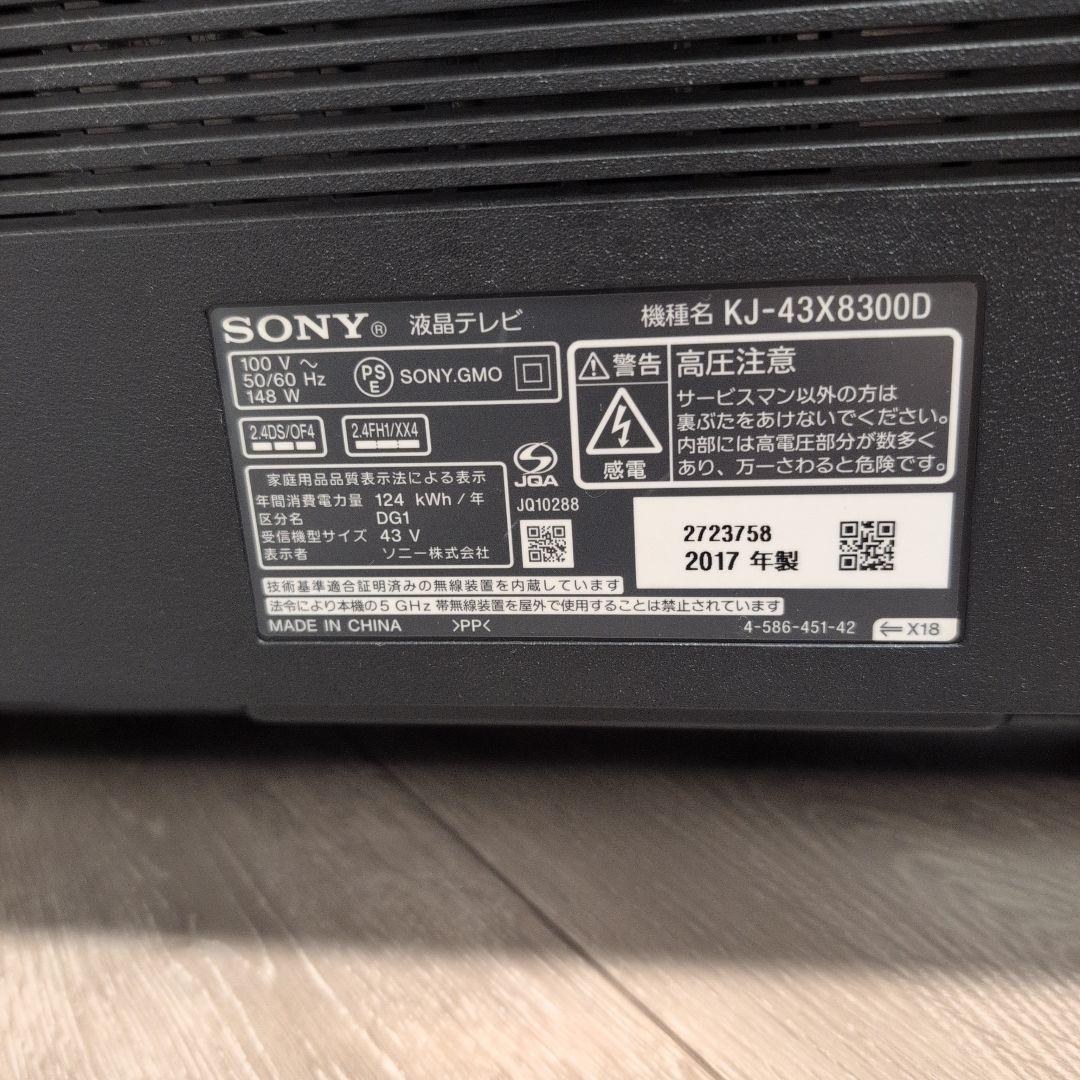 SONY® 液晶テレビ
機種名 KJ-43X8300D
100 V ～
50/60 Hz
148 W
PSE
SONY.GMO
2.4DS/OF4
2.4FH1/XX4
警告
感電
高圧注意
サービスマン以外の方は
裏ぶたをあけないでください。
内部には高電圧部分が数多く
あり、万一さわると危険です。
家庭用品品質表示法による表示
年間消費電力量 124 kWh/年
区分名 DG1
受信機型サイズ 43 V
表示者 ソニー株式会社
JQA
JQ10288
2723758
2017 年製
技術基準適合証明済みの無線装置を内蔵しています
法令により本機の5 GHz帯無線装置を屋外で使用することは禁止されています
MADE IN CHINA >PP<
4-586-451-42 ⇐X18